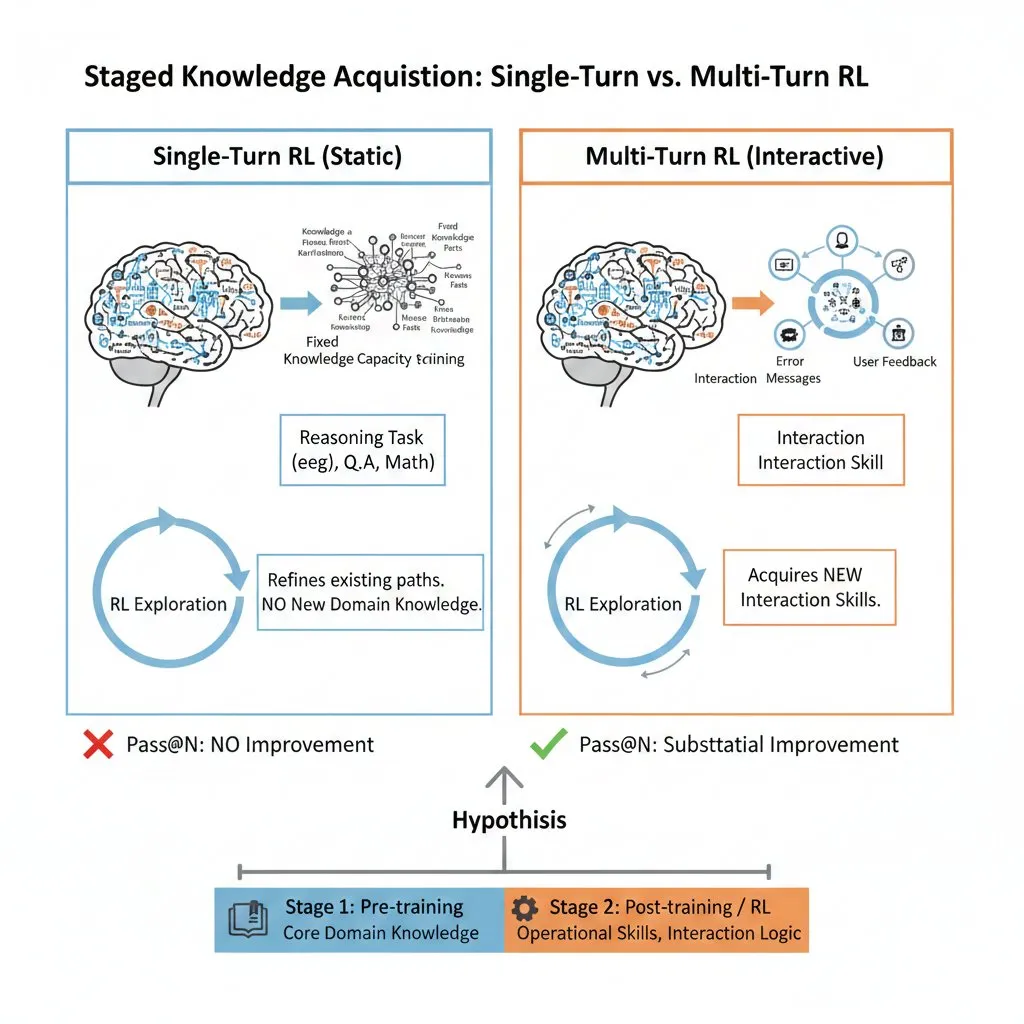 Staged Knowledge Acquistion: Single-Turn vs. Multi-Turn RL
Single-Turn RL (Static)
Knowledge a
Fixed
Knowledge Capacity
Reasoning Task
(eeg), Q.A, Math)
RL Exploration
Refines existing paths.
NO New Domain Knowledge.
Pass@N: NO Improvement
Multi-Turn RL (Interactive)
Interaction
Error
Messages
User Feedback
Interaction
Interaction Skill
RL Exploration
Acquires NEW
Interaction Skills.
Pass@N: Substtatial Improvement
Hypothisis
Stage 1: Pre-training
Core Domain Knowledge
Stage 2: Post-training / RL
Operational Skills, Interaction Logic